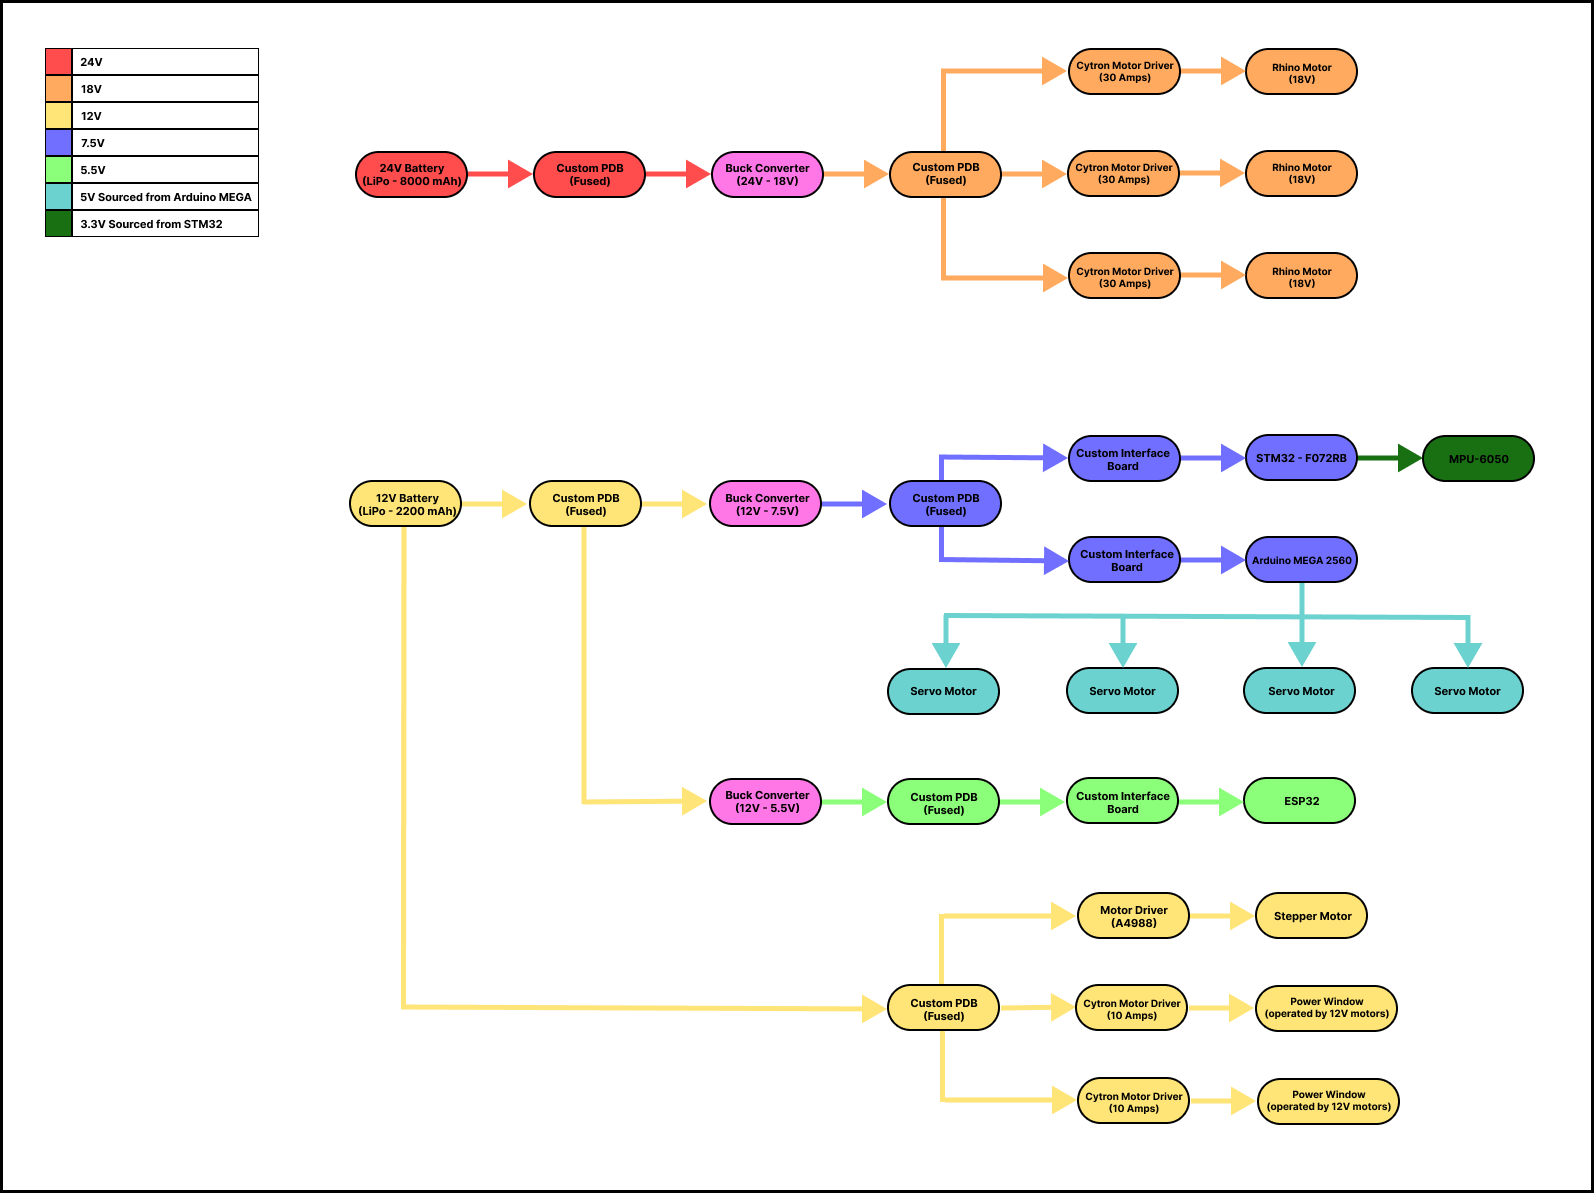 24V
18V
12V
7.5V
5.5V
5V Sourced from Arduino MEGA
3.3V Sourced from STM32
24V Battery
(LiPo - 8000 mAh)
Custom PDB
(Fused)
Buck Converter
(24V - 18V)
Custom PDB
(Fused)
Cytron Motor Driver
(30 Amps)
Rhino Motor
(18V)
Cytron Motor Driver
(30 Amps)
Rhino Motor
(18V)
Cytron Motor Driver
(30 Amps)
Rhino Motor
(18V)
12V Battery
(LiPo - 2200 mAh)
Custom PDB
(Fused)
Buck Converter
(12V - 7.5V)
Custom PDB
(Fused)
Custom Interface
Board
STM32 - F072RB
MPU-6050
Custom Interface
Board
Arduino MEGA 2560
Servo Motor
Servo Motor
Servo Motor
Servo Motor
Buck Converter
(12V - 5.5V)
Custom PDB
(Fused)
Custom Interface
Board
ESP32
Custom PDB
(Fused)
Motor Driver
(A4988)
Stepper Motor
Cytron Motor Driver
(10 Amps)
Power Window
(operated by 12V motors)
Cytron Motor Driver
(10 Amps)
Power Window
(operated by 12V motors)